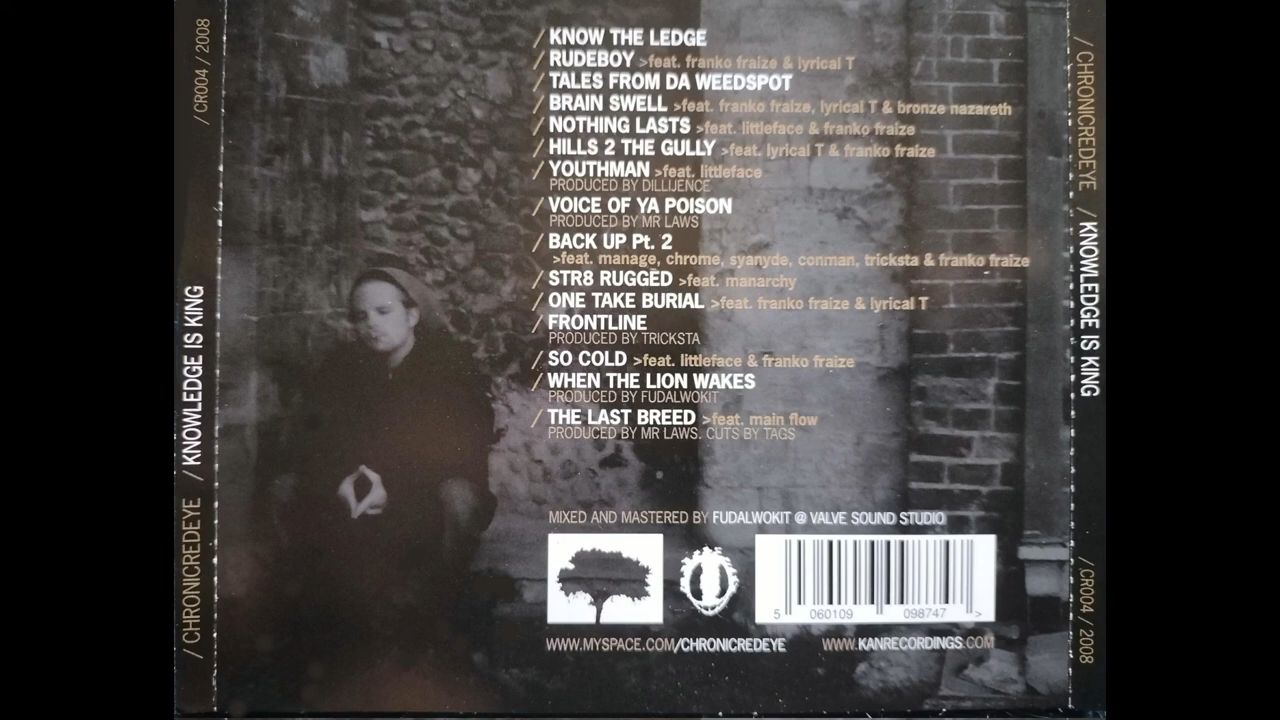 /CR004 / 2008
/ CHRONICREDEYE / KNOWLEDGE IS KING
/ KNOW THE LEDGE
/ RUDEBOY >feat. franko fraize & lyrical T
/ TALES FROM DA WEEDSPOT
/ BRAIN SWELL >feat. franko fraize, lyrical T & bronze nazareth
/ NOTHING LASTS >feat. littleface & franko fraize
/ HILLS 2 THE GULLY >feat. lyrical T & franko fraize
/ YOUTHMAN >feat. littleface
PRODUCED BY DILLIJENCE
/ VOICE OF YA POISON
PRODUCED BY MR LAWS
/ BACK UP Pt. 2
>feat. manage, chrome, syanyde, conman, tricksta & franko fraize
/ STR8 RUGGED >feat. manarchy
/ ONE TAKE BURIAL >feat. franko fraize & lyrical T
/ FRONTLINE
PRODUCED BY TRICKSTA
/ SO COLD >feat. littleface & franko fraize
/ WHEN THE LION WAKES
PRODUCED BY FUDALWOKIT
/ THE LAST BREED >feat. main flow
PRODUCED BY MR LAWS. CUTS BY TAGS
MIXED AND MASTERED BY FUDALWOKIT @ VALVE SOUND STUDIO
5 060109 098747 >
WWW.MYSPACE.COM/CHRONICREDEYE WWW.KANRECORDINGS.COM
/ CHRONICREDEYE / KNOWLEDGE IS KING
/CR004 / 2008